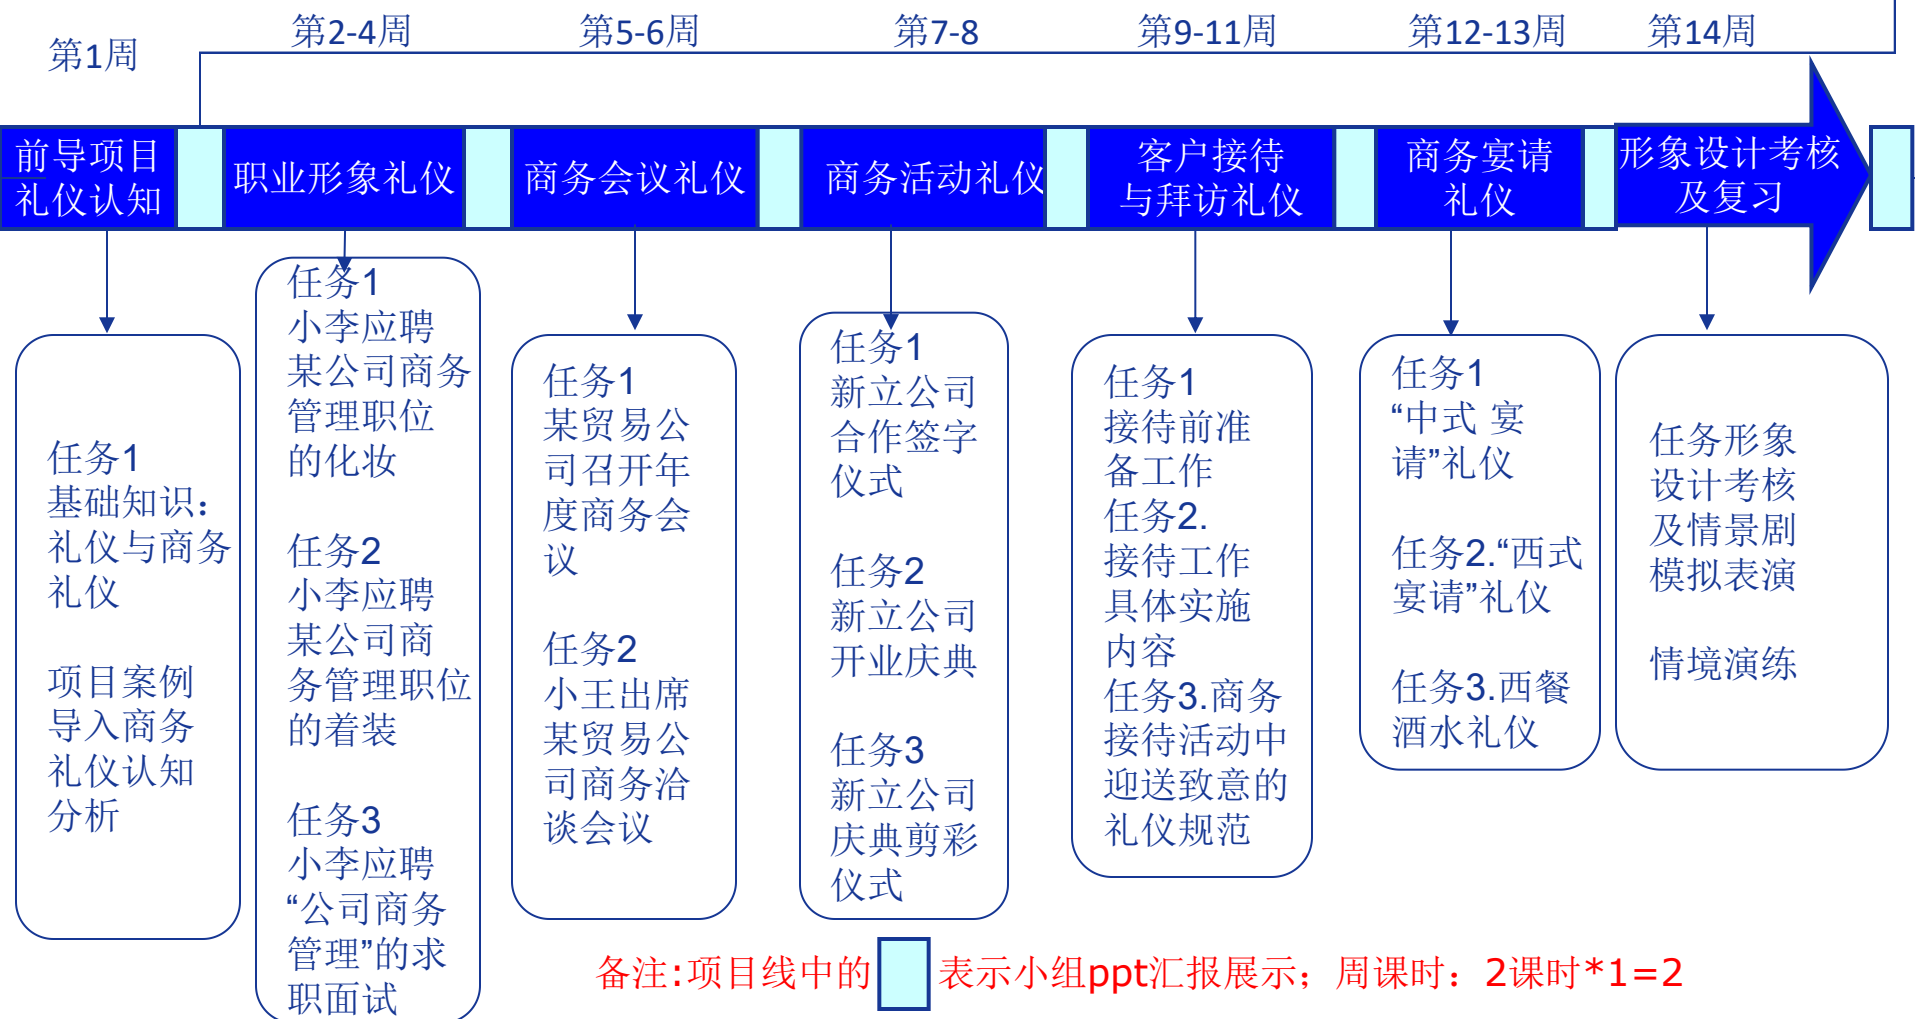 第1周
第2-4周
第5-6周
第7-8
第9-11周
第12-13周
第14周
前导项目
礼仪认知
职业形象礼仪
商务会议礼仪
商务活动礼仪
客户接待
与拜访礼仪
商务宴请
礼仪
形象设计考核
及复习
任务1
基础知识：
礼仪与商务
礼仪
项目案例
导入商务
礼仪认知
分析
任务1
小李应聘
某公司商务
管理职位
的化妆
任务2
小李应聘
某公司商
务管理职位
的着装
任务3
小李应聘
“公司商务
管理”的求
职面试
任务1
某贸易公
司召开年
度商务会
议
任务2
小王出席
某贸易公
司商务洽
谈会议
任务1
新立公司
合作签字
仪式
任务2
新立公司
开业庆典
任务3
新立公司
庆典剪彩
仪式
任务1
接待前准
备工作
任务2.
接待工作
具体实施
内容
任务3.商务
接待活动中
迎送致意的
礼仪规范
任务1
“中式 宴
请”礼仪
任务2.“西式
宴请”礼仪
任务3.西餐
酒水礼仪
任务形象
设计考核
及情景剧
模拟表演
情境演练
备注:项目线中的 表示小组ppt汇报展示；周课时：2课时*1=2